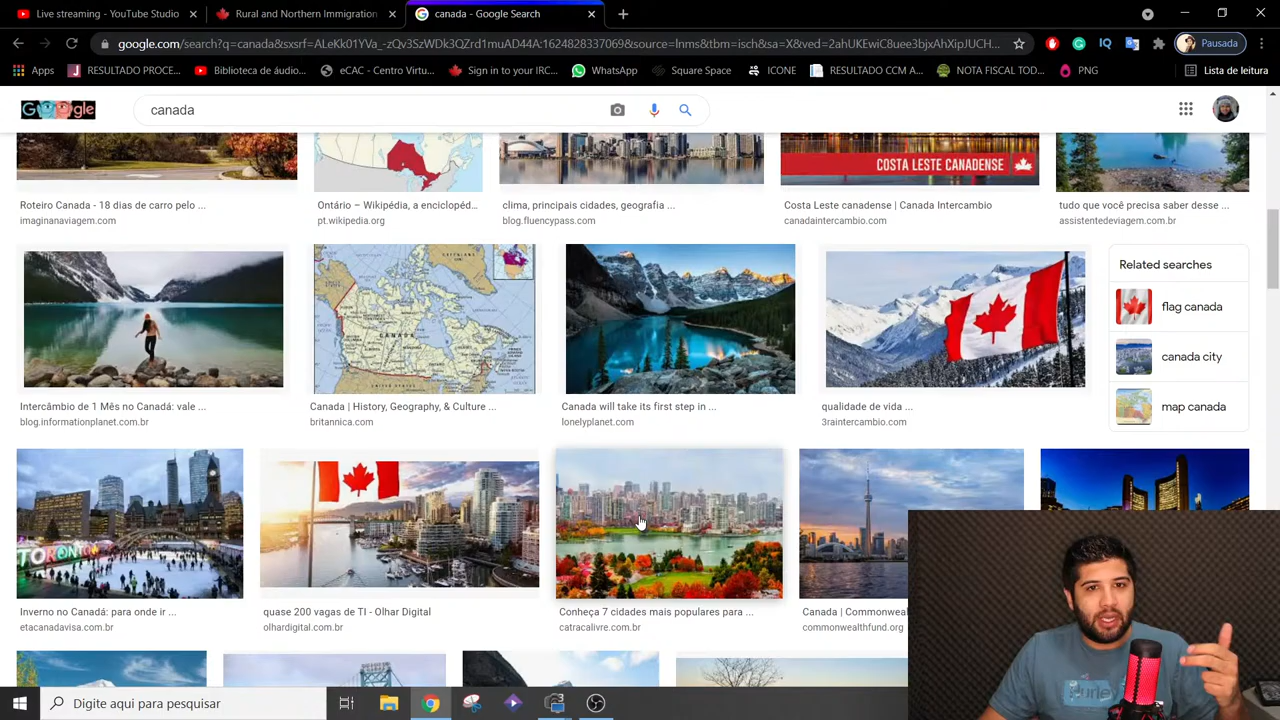 Live streaming - YouTube Studio
Rural and Northern Immigration
canada - Google Search
google.com/search?q=canada&sxsrf=ALeKk01YVa_-zQv3SzWdk3QZrd1muAD44A:1624828337069&source=lnms&tbm=isch&sa=X&ved=2ahUKEwiC8uee3bjxAhXipJUCH...
Pausada
Apps
RESULTADO PROCE...
Biblioteca de áudio...
eCAC - Centro Virtu...
Sign in to your IRC...
WhatsApp
Square Space
ICONE
RESULTADO CCM A...
NOTA FISCAL TOD...
PNG
Lista de leitura
Google
canada
COSTA LESTE CANADENSE
Roteiro Canada - 18 dias de carro pelo ...
imaginanaviagem.com
Ontário – Wikipédia, a enciclopéd...
pt.wikipedia.org
clima, principais cidades, geografia ...
blog.fluencypass.com
Costa Leste canadense | Canada Intercambio
canadaintercambio.com
tudo que você precisa saber desse ...
assistentedeviagem.com.br
CANADA
UNITED STATES
Intercâmbio de 1 Mês no Canadá: vale ...
blog.informationplanet.com.br
Canada | History, Geography, & Culture ...
britannica.com
Canada will take its first step in ...
lonelyplanet.com
qualidade de vida ...
3raintercambio.com
Related searches
flag canada
canada city
map canada
TORONTO
Inverno no Canadá: para onde ir ...
etacanadavisa.com.br
quase 200 vagas de TI - Olhar Digital
olhardigital.com.br
Conheça 7 cidades mais populares para ...
catracalivre.com.br
Canada | Commonweal
commonwealthfund.org
Hurley
Digite aqui para pesquisar